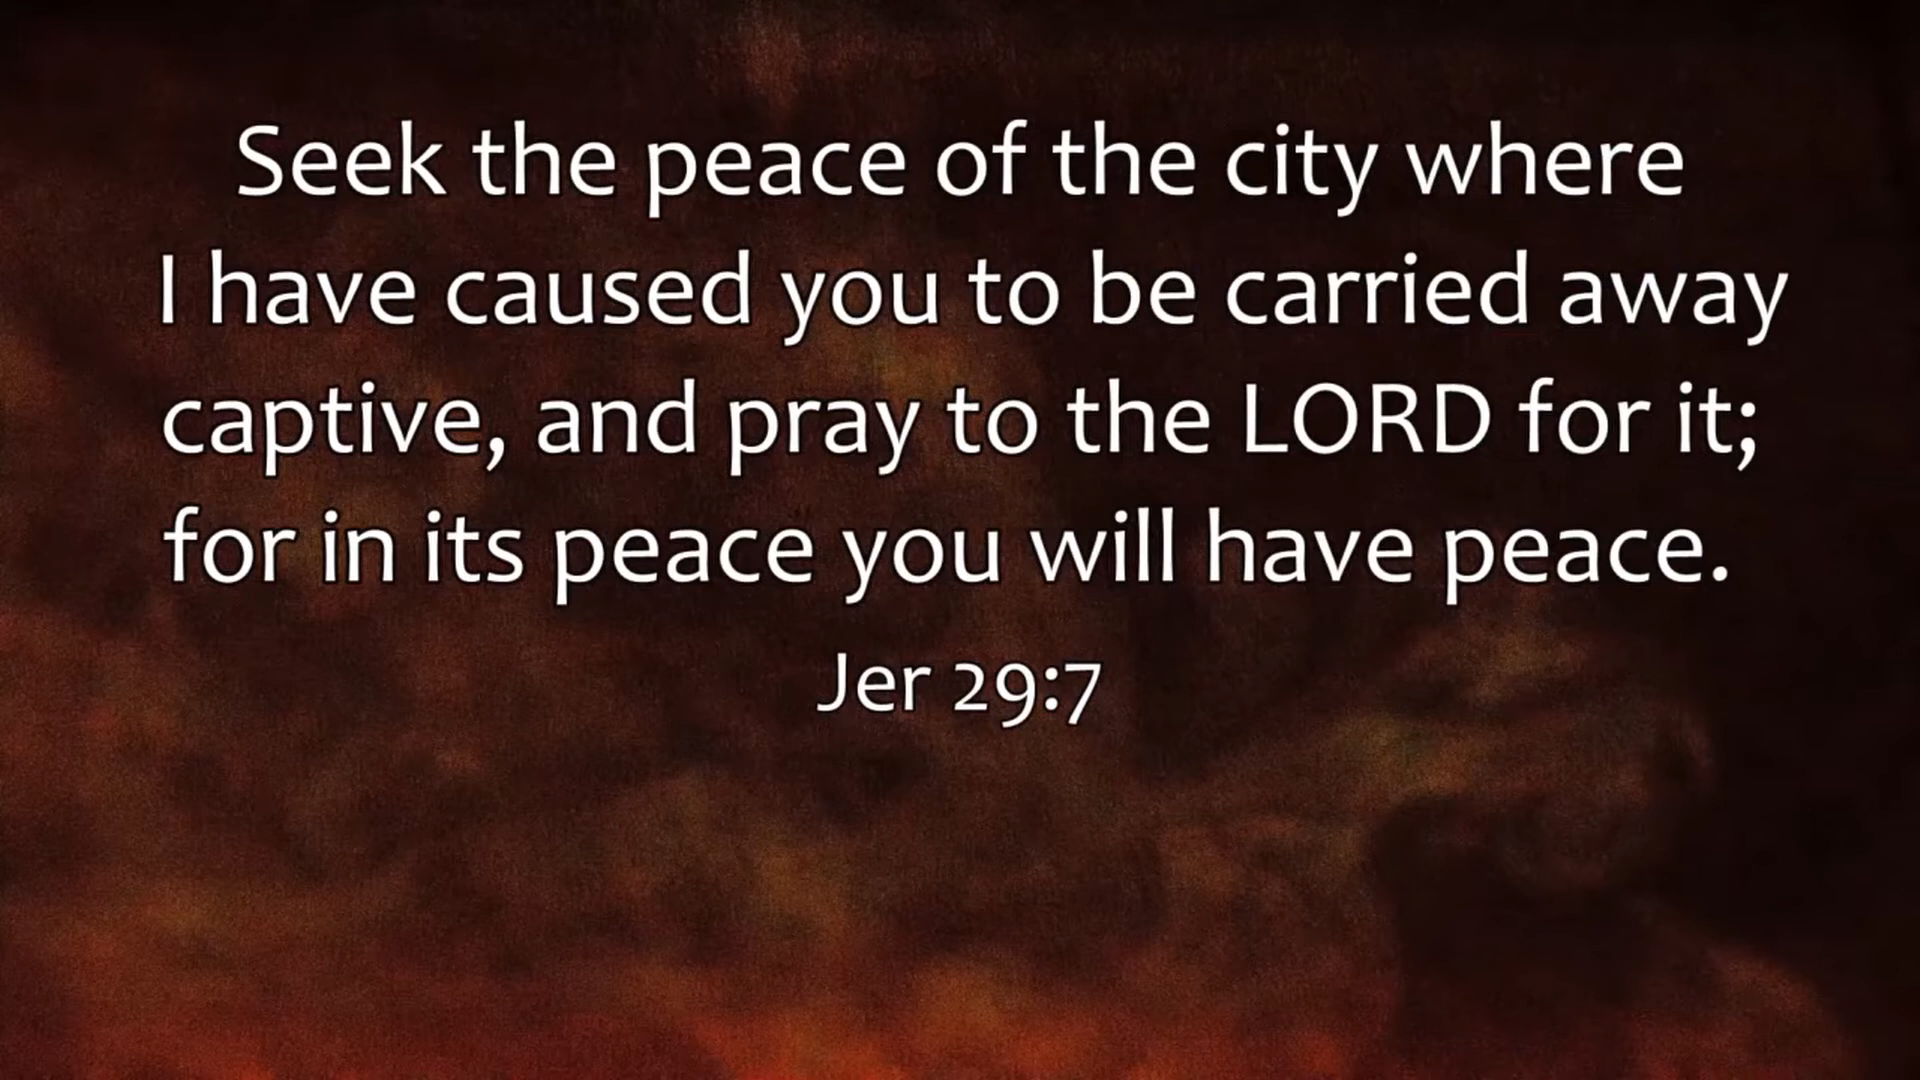 Seek the peace of the city where
I have caused you to be carried away
captive, and pray to the LORD for it;
for in its peace you will have peace.
Jer 29:7